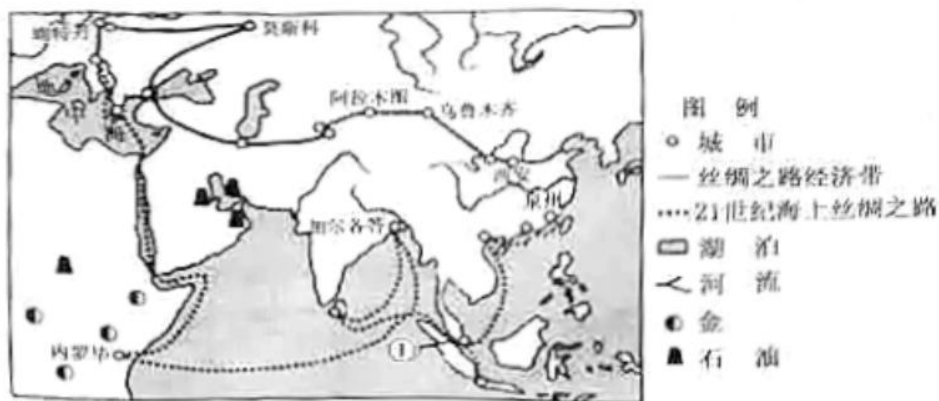 鹿特丹
莫斯科
地
中
海
阿拉木图
乌鲁木齐
西安
泉州
加尔各答
内罗毕
①
图 例
城 市
丝绸之路经济带
21世纪海上丝绸之路
湖 泊
河 流
金
石 油